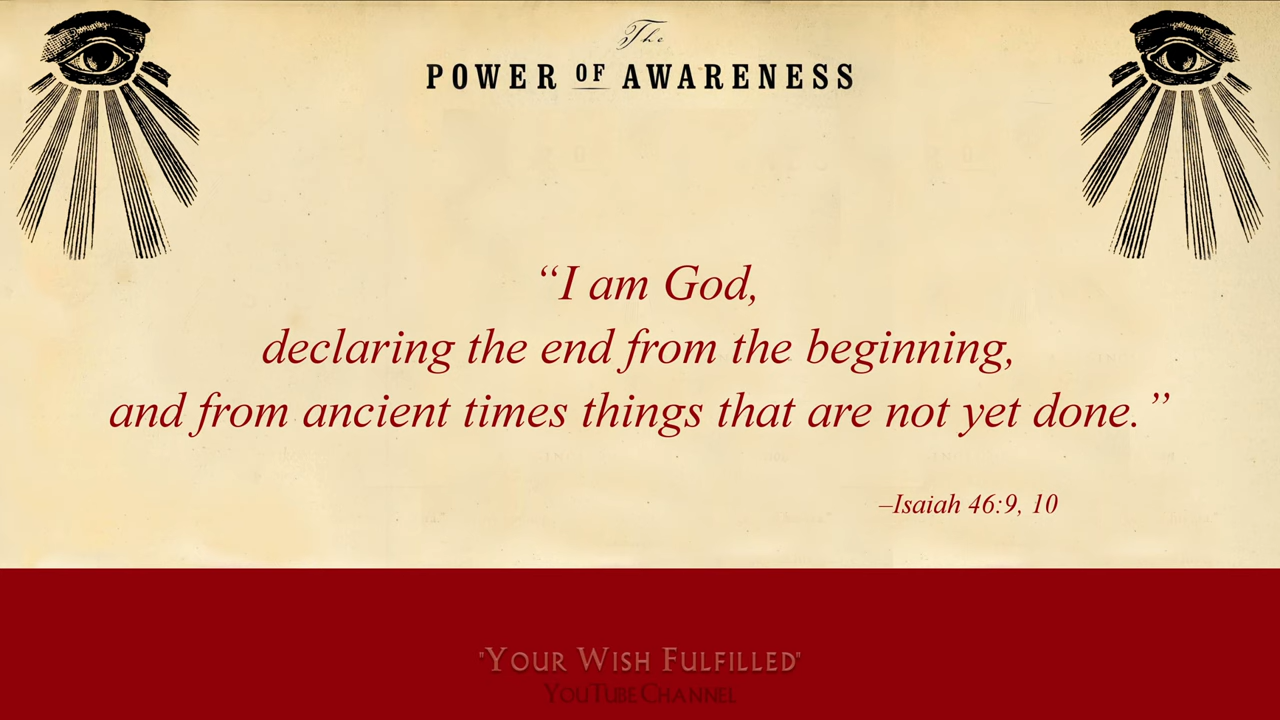 The
POWER OF AWARENESS
“I am God,
declaring the end from the beginning,
and from ancient times things that are not yet done.”
–Isaiah 46:9, 10
"YOUR WISH FULFILLED"
YOUTUBE CHANNEL